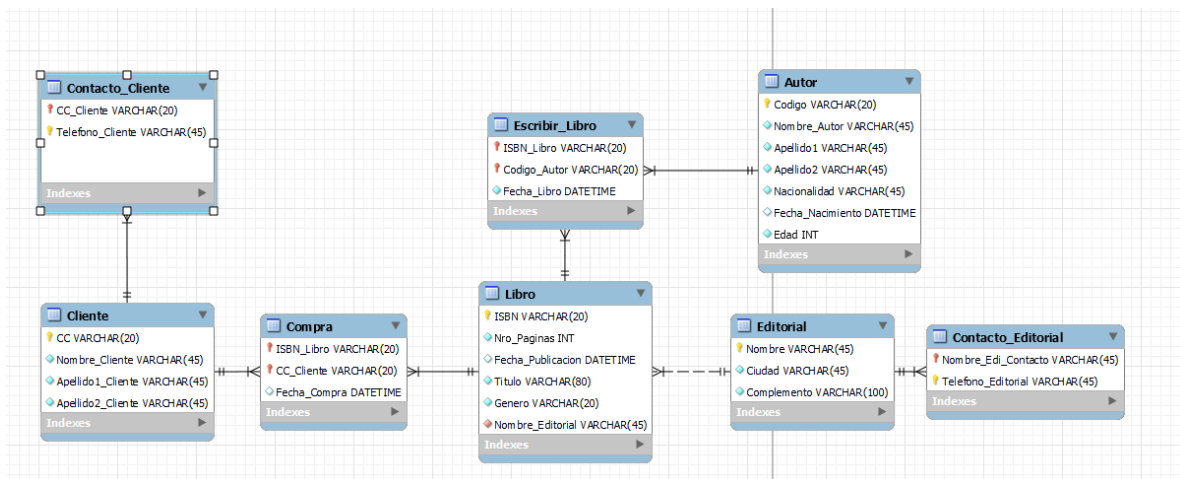 Contacto_Cliente
CC_Cliente VARCHAR(20)
Telefono_Cliente VARCHAR(45)
Indexes
Autor
Codigo VARCHAR(20)
Nombre_Autor VARCHAR(45)
Apellido1 VARCHAR(45)
Apellido2 VARCHAR(45)
Nacionalidad VARCHAR(45)
Fecha_Nacimiento DATETIME
Edad INT
Indexes
Escribir_Libro
ISBN_Libro VARCHAR(20)
Codigo_Autor VARCHAR(20)
Fecha_Libro DATETIME
Indexes
Cliente
CC VARCHAR(20)
Nombre_Cliente VARCHAR(45)
Apellido1_Cliente VARCHAR(45)
Apellido2_Cliente VARCHAR(45)
Indexes
Compra
ISBN_Libro VARCHAR(20)
CC_Cliente VARCHAR(20)
Fecha_Compra DATETIME
Indexes
Libro
ISBN VARCHAR(20)
Nro_Paginas INT
Fecha_Publicacion DATETIME
Titulo VARCHAR(80)
Genero VARCHAR(20)
Nombre_Editorial VARCHAR(45)
Indexes
Editorial
Nombre VARCHAR(45)
Ciudad VARCHAR(45)
Complemento VARCHAR(100)
Indexes
Contacto_Editorial
Nombre_Edi_Contacto VARCHAR(45)
Telefono_Editorial VARCHAR(45)
Indexes